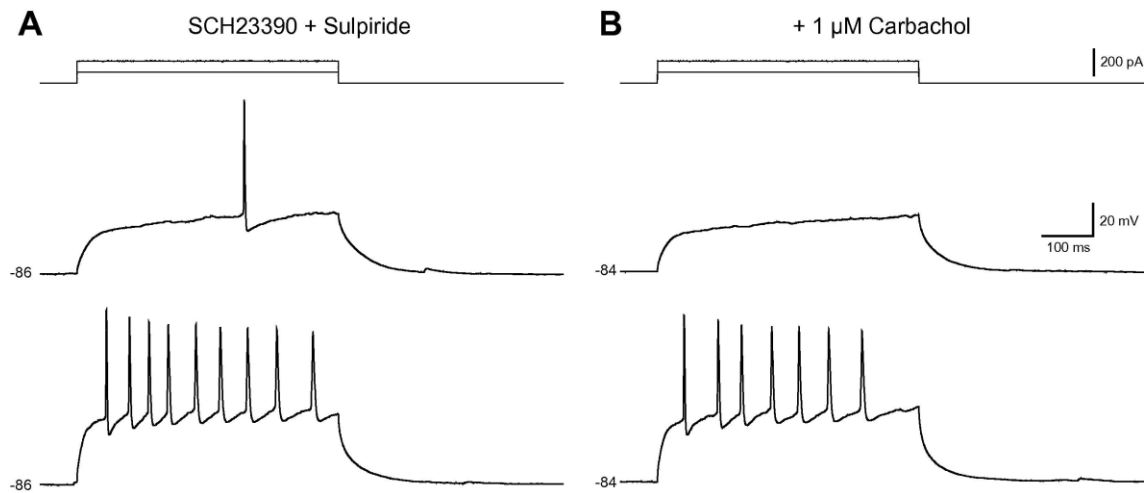 A SCH23390 + Sulpiride
B + 1 µM Carbachol
200 pA
-86
-84
20 mV
100 ms
-86
-84